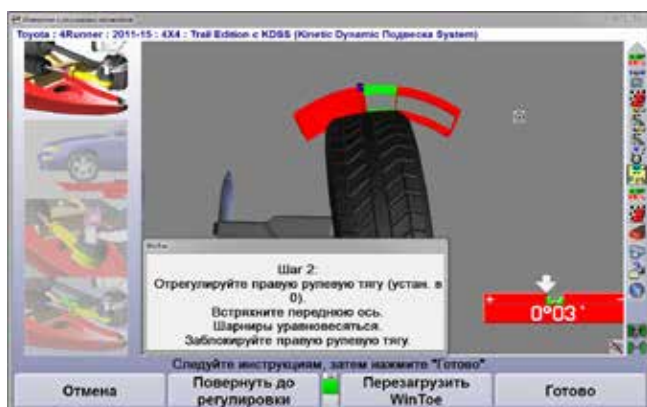 Toyota : 4Runner : 2011-15 : 4X4 : Trail Edition с KDSS (Kinetic Dynamic Подвеска System)
WinToe
Шаг 2:
Отрегулируйте правую рулевую тягу (устан. в
0).
Встряхните переднюю ось.
Шарниры уравновесяться.
Заблокируйте правую рулевую тягу.
0°03'
Следуйте инструкциям, затем нажмите "Готово"
Отмена
Повернуть до
регулировки
Перезагрузить
WinToe
Готово